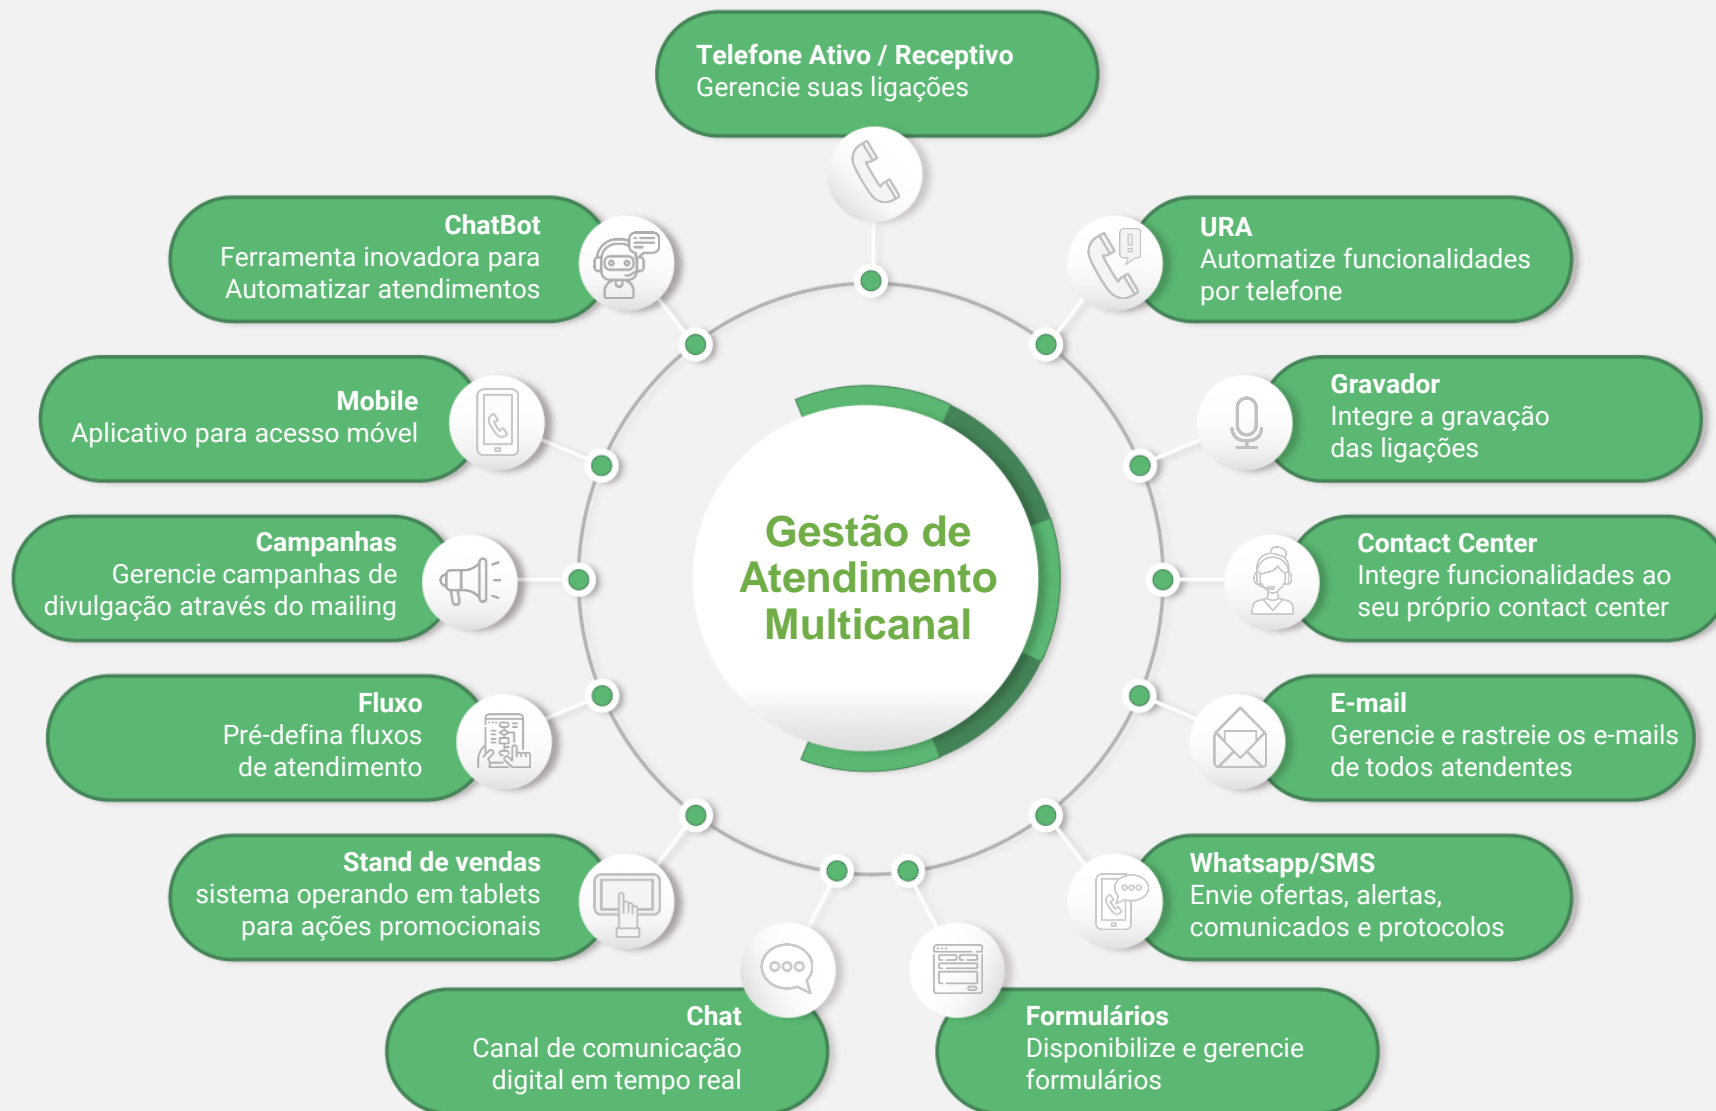 Telefone Ativo / Receptivo
Gerencie suas ligações
ChatBot
Ferramenta inovadora para
Automatizar atendimentos
URA
Automatize funcionalidades
por telefone
Mobile
Aplicativo para acesso móvel
Gravador
Integre a gravação
das ligações
Gestão de
Atendimento
Multicanal
Campanhas
Gerencie campanhas de
divulgação através do mailing
Contact Center
Integre funcionalidades ao
seu próprio contact center
Fluxo
Pré-defina fluxos
de atendimento
E-mail
Gerencie e rastreie os e-mails
de todos atendentes
Stand de vendas
sistema operando em tablets
para ações promocionais
Whatsapp/SMS
Envie ofertas, alertas,
comunicados e protocolos
Chat
Canal de comunicação
digital em tempo real
Formulários
Disponibilize e gerencie
formulários